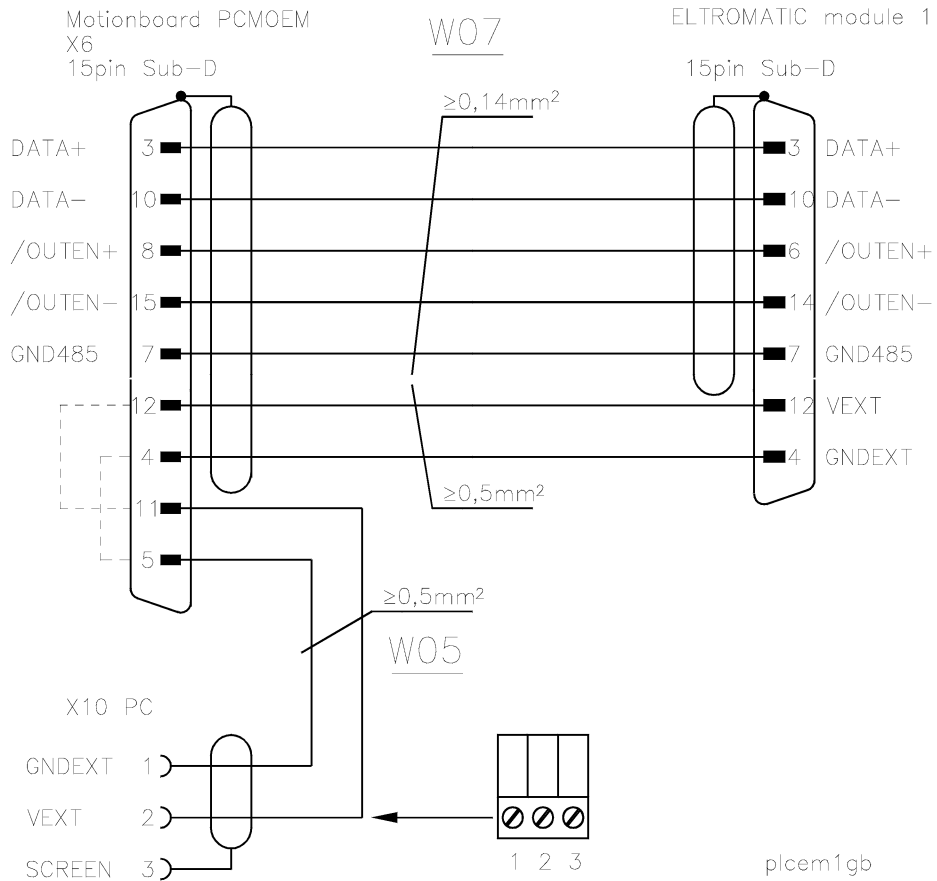 Motionboard PCMOEM
X6
15pin Sub-D
W07
ELTROMATIC module 1
15pin Sub-D
≥0,14mm²
DATA+ 3 3 DATA+
DATA- 10 10 DATA-
/OUTEN+ 8 6 /OUTEN+
/OUTEN- 15 14 /OUTEN-
GND485 7 7 GND485
12 12 VEXT
4 4 GNDEXT
≥0,5mm²
11
5
≥0,5mm²
W05
X10 PC
GNDEXT 1
VEXT 2
SCREEN 3
1 2 3
plcem1gb